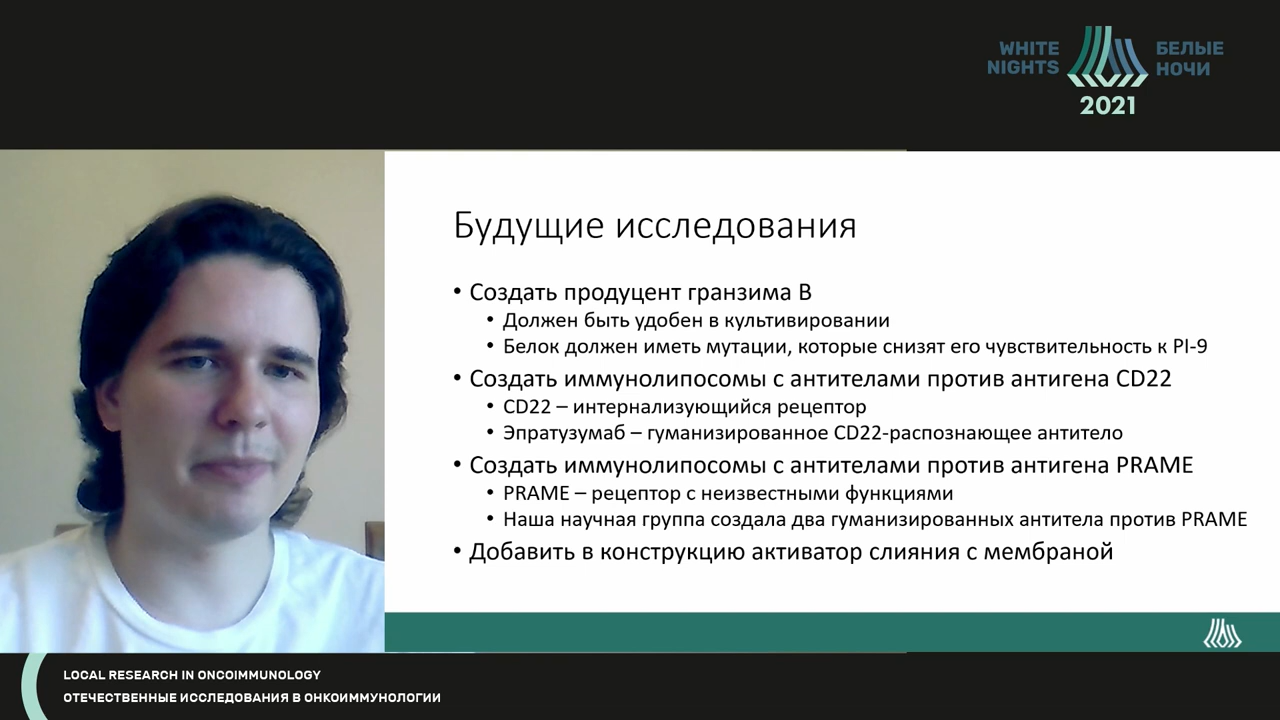 WHITE
NIGHTS
БЕЛЫЕ
НОЧИ
2021
Будущие исследования
• Создать продуцент гранзима В
• Должен быть удобен в культивировании
• Белок должен иметь мутации, которые снизят его чувствительность к PI-9
• Создать иммунолипосомы с антителами против антигена CD22
• CD22 – интернализующийся рецептор
• Эпратузумаб – гуманизированное CD22-распознающее антитело
• Создать иммунолипосомы с антителами против антигена PRAME
• PRAME – рецептор с неизвестными функциями
• Наша научная группа создала два гуманизированных антитела против PRAME
• Добавить в конструкцию активатор слияния с мембраной
LOCAL RESEARCH IN ONCOIMMUNOLOGY
ОТЕЧЕСТВЕННЫЕ ИССЛЕДОВАНИЯ В ОНКОИММУНОЛОГИИ